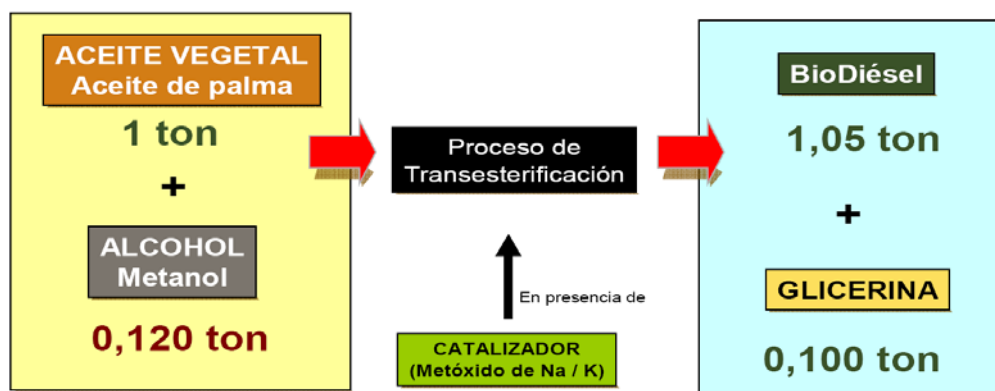 ACEITE VEGETAL
Aceite de palma
1 ton
+
ALCOHOL
Metanol
0,120 ton
Proceso de
Transesterificación
En presencia de
CATALIZADOR
(Metóxido de Na / K)
BioDiésel
1,05 ton
+
GLICERINA
0,100 ton